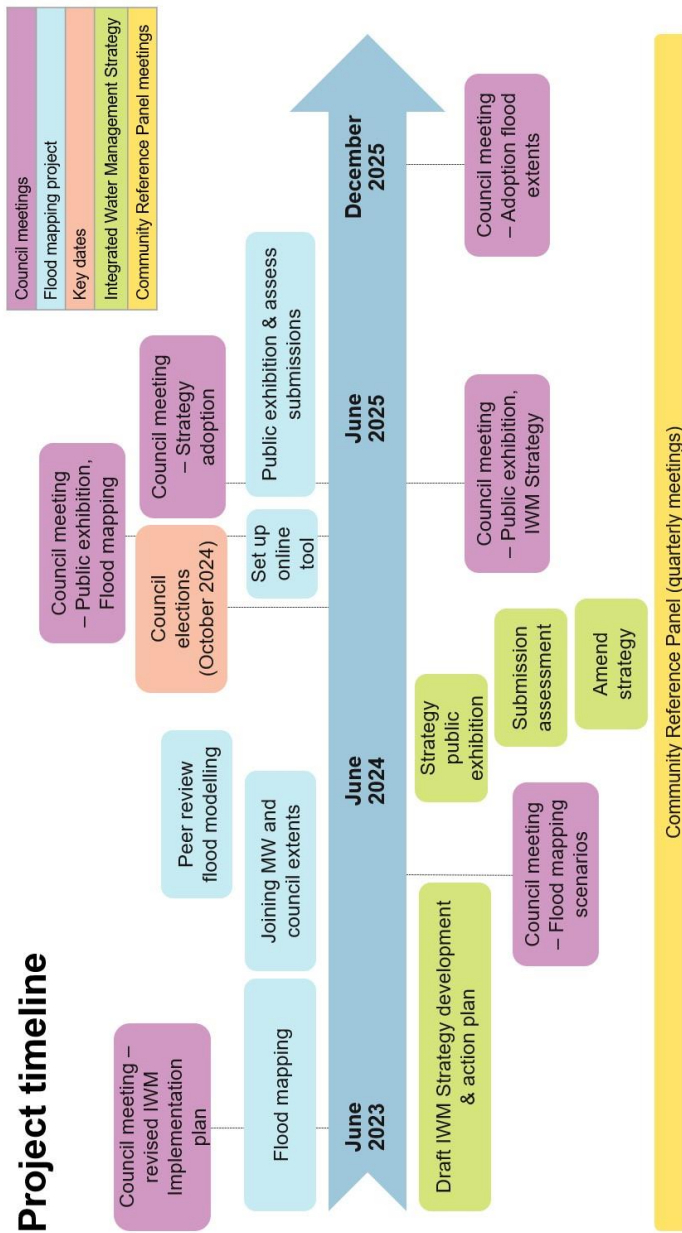 Project timeline
Council meetings
Flood mapping project
Key dates
Integrated Water Management Strategy
Community Reference Panel meetings
Council meeting –
revised IWM
Implementation
plan
Council meeting
– Public exhibition,
Flood mapping
Council meeting
– Strategy
adoption
Council
elections
(October 2024)
Peer review
flood modelling
Flood mapping
Joining MW and
council extents
Set up
online
tool
Public exhibition & assess
submissions
June
2023
June
2024
June
2025
December
2025
Draft IWM Strategy development
& action plan
Strategy
public
exhibition
Submission
assessment
Amend
strategy
Council meeting
– Flood mapping
scenarios
Council meeting
– Public exhibition,
IWM Strategy
Council meeting
– Adoption flood
extents
Community Reference Panel (quarterly meetings)